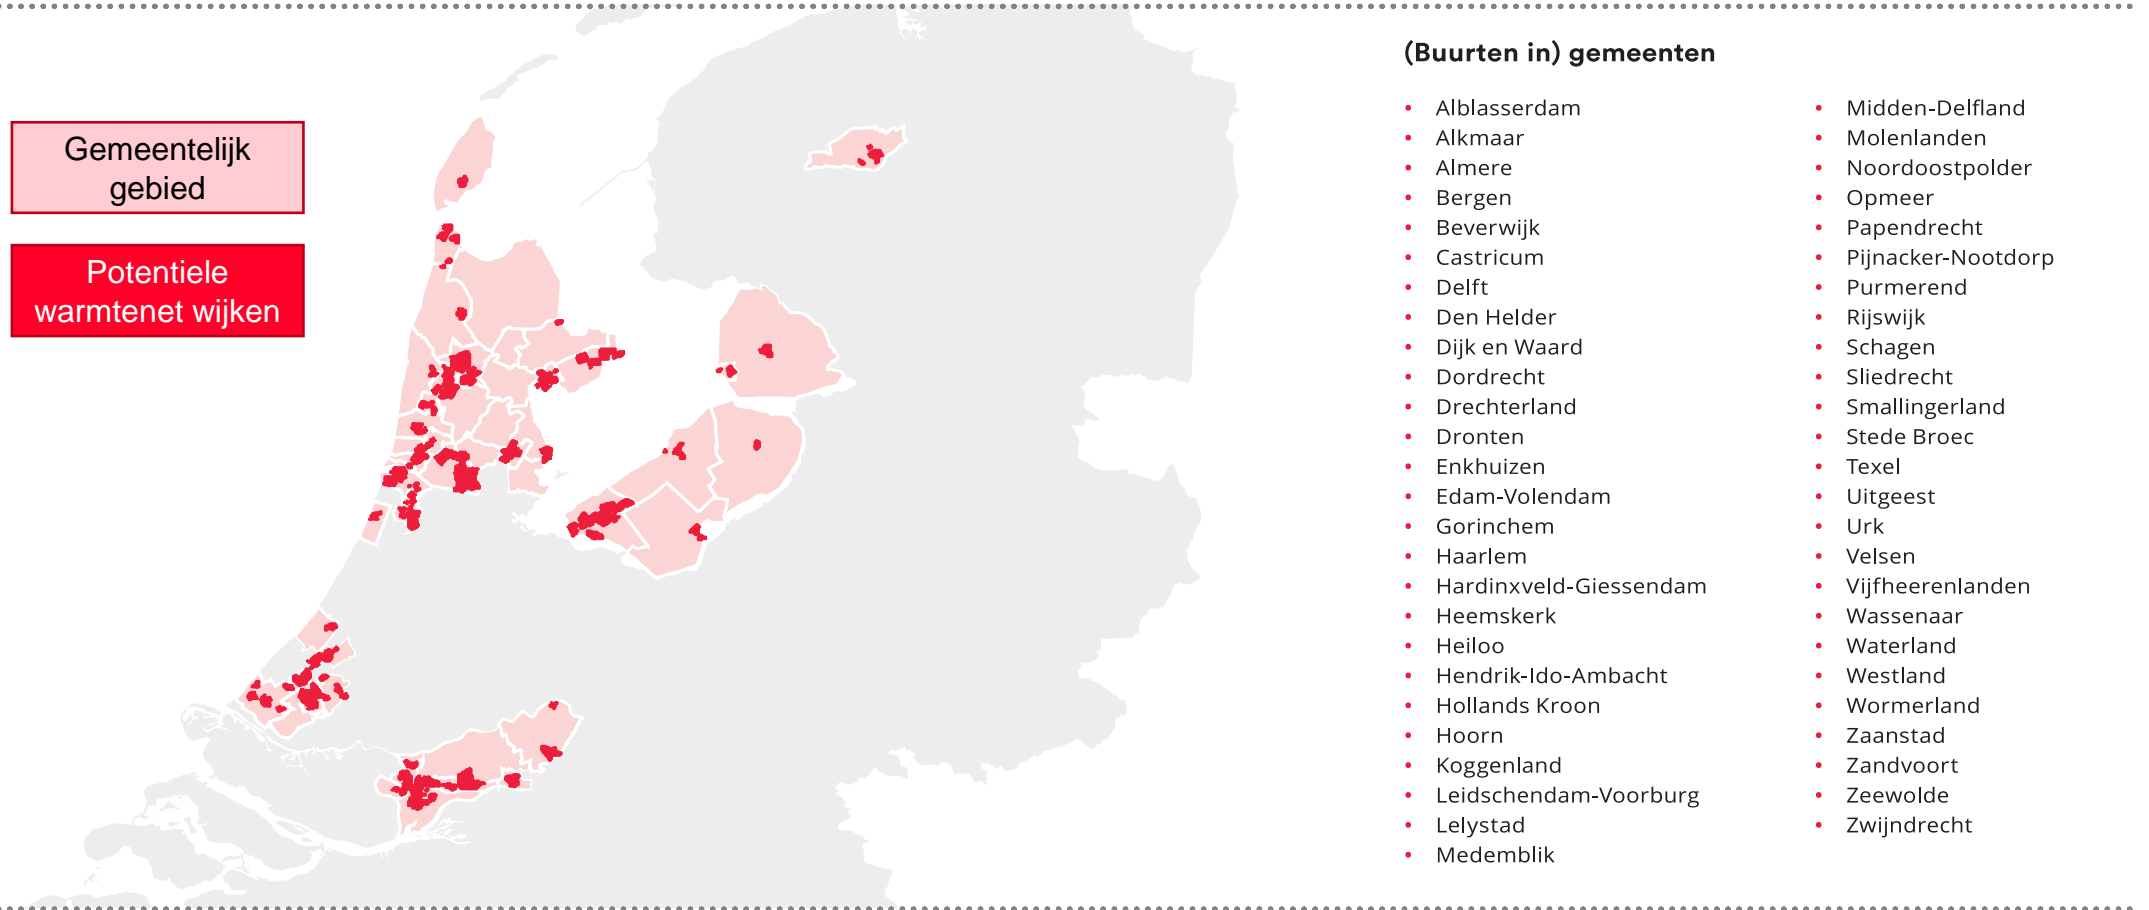 Gemeentelijk
gebied
Potentiele
warmtenet wijken
(Buurten in) gemeenten
Alblasserdam
Alkmaar
Almere
Bergen
Beverwijk
Castricum
Delft
Den Helder
Dijk en Waard
Dordrecht
Drechterland
Dronten
Enkhuizen
Edam-Volendam
Gorinchem
Haarlem
Hardinxveld-Giessendam
Heemskerk
Heiloo
Hendrik-Ido-Ambacht
Hollands Kroon
Hoorn
Koggenland
Leidschendam-Voorburg
Lelystad
Medemblik
Midden-Delfland
Molenlanden
Noordoostpolder
Opmeer
Papendrecht
Pijnacker-Nootdorp
Purmerend
Rijswijk
Schagen
Sliedrecht
Smallingerland
Stede Broec
Texel
Uitgeest
Urk
Velsen
Vijfheerenlanden
Wassenaar
Waterland
Westland
Wormerland
Zaanstad
Zandvoort
Zeewolde
Zwijndrecht